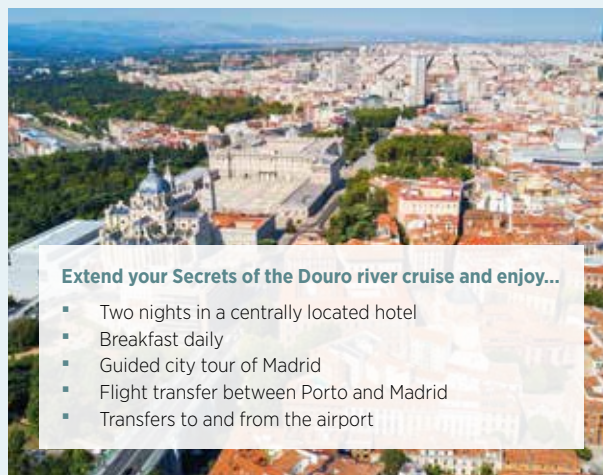 Extend your Secrets of the Douro river cruise and enjoy...
▪ Two nights in a centrally located hotel
▪ Breakfast daily
▪ Guided city tour of Madrid
▪ Flight transfer between Porto and Madrid
▪ Transfers to and from the airport